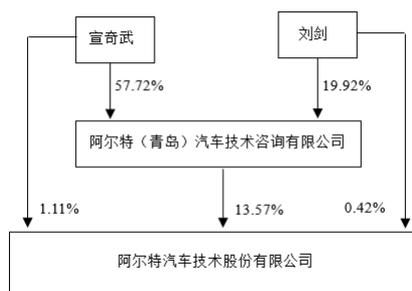 宣奇武
刘剑
57.72%
19.92%
阿尔特（青岛）汽车技术咨询有限公司
1.11%
13.57%
0.42%
阿尔特汽车技术股份有限公司